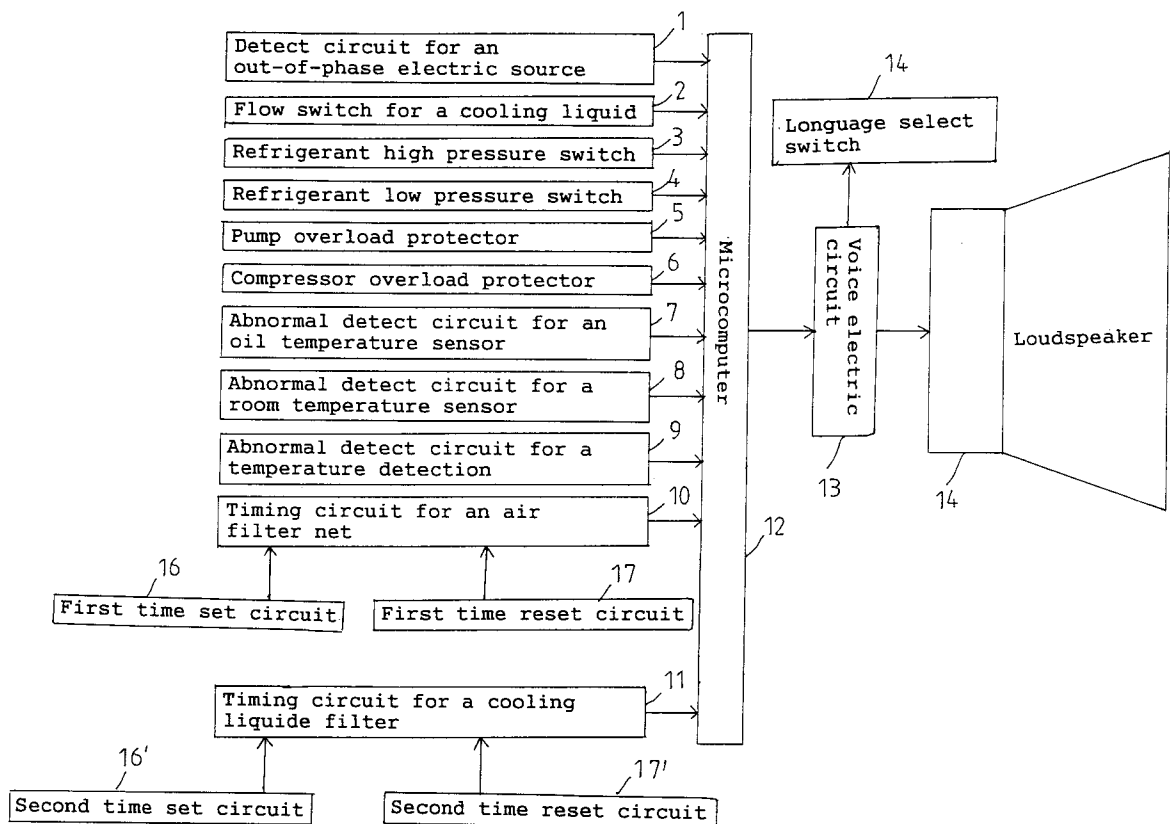 1
Detect circuit for an
out-of-phase electric source
2
Flow switch for a cooling liquid
3
Refrigerant high pressure switch
4
Refrigerant low pressure switch
5
Pump overload protector
6
Compressor overload protector
7
Abnormal detect circuit for an
oil temperature sensor
8
Abnormal detect circuit for a
room temperature sensor
9
Abnormal detect circuit for a
temperature detection
10
Timing circuit for an air
filter net
16
First time set circuit
17
First time reset circuit
11
Timing circuit for a cooling
liquide filter
16'
Second time set circuit
17'
Second time reset circuit
Microcomputer
12
14
Longuage select
switch
Voice electric
circuit
13
Loudspeaker
14